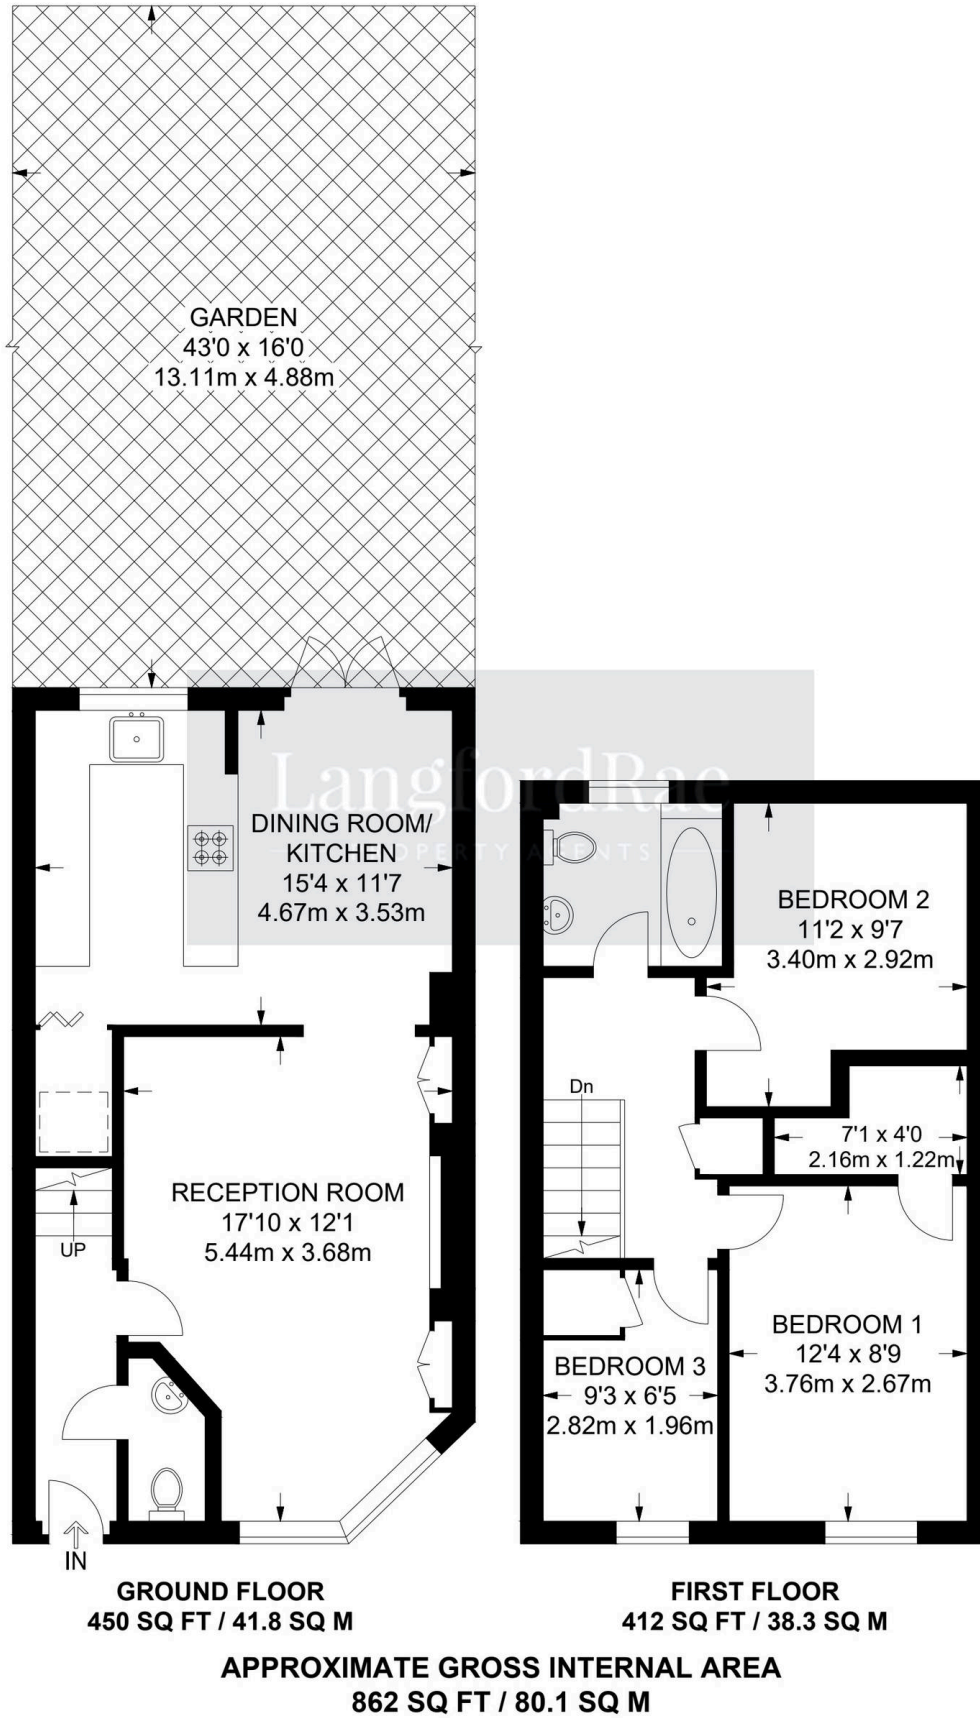 GARDEN
43'0 x 16'0
13.11m x 4.88m
LangfordRae
PROPERTY AGENTS
DINING ROOM/
KITCHEN
15'4 x 11'7
4.67m x 3.53m
BEDROOM 2
11'2 x 9'7
3.40m x 2.92m
Dn
7'1 x 4'0
2.16m x 1.22m
RECEPTION ROOM
17'10 x 12'1
5.44m x 3.68m
UP
BEDROOM 1
12'4 x 8'9
3.76m x 2.67m
BEDROOM 3
9'3 x 6'5
2.82m x 1.96m
IN
GROUND FLOOR
450 SQ FT / 41.8 SQ M
FIRST FLOOR
412 SQ FT / 38.3 SQ M
APPROXIMATE GROSS INTERNAL AREA
862 SQ FT / 80.1 SQ M